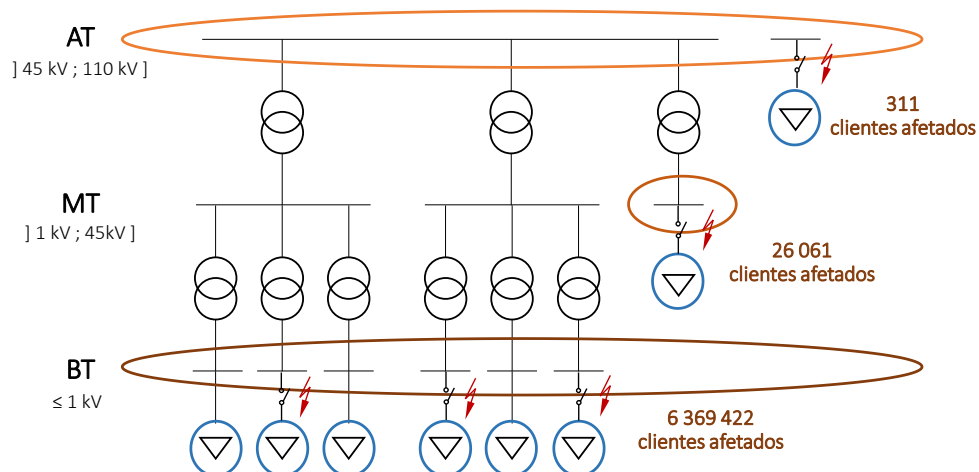 AT
] 45 kV ; 110 kV ]
311
clientes afetados
MT
] 1 kV ; 45kV ]
26 061
clientes afetados
BT
≤ 1 kV
6 369 422
clientes afetados